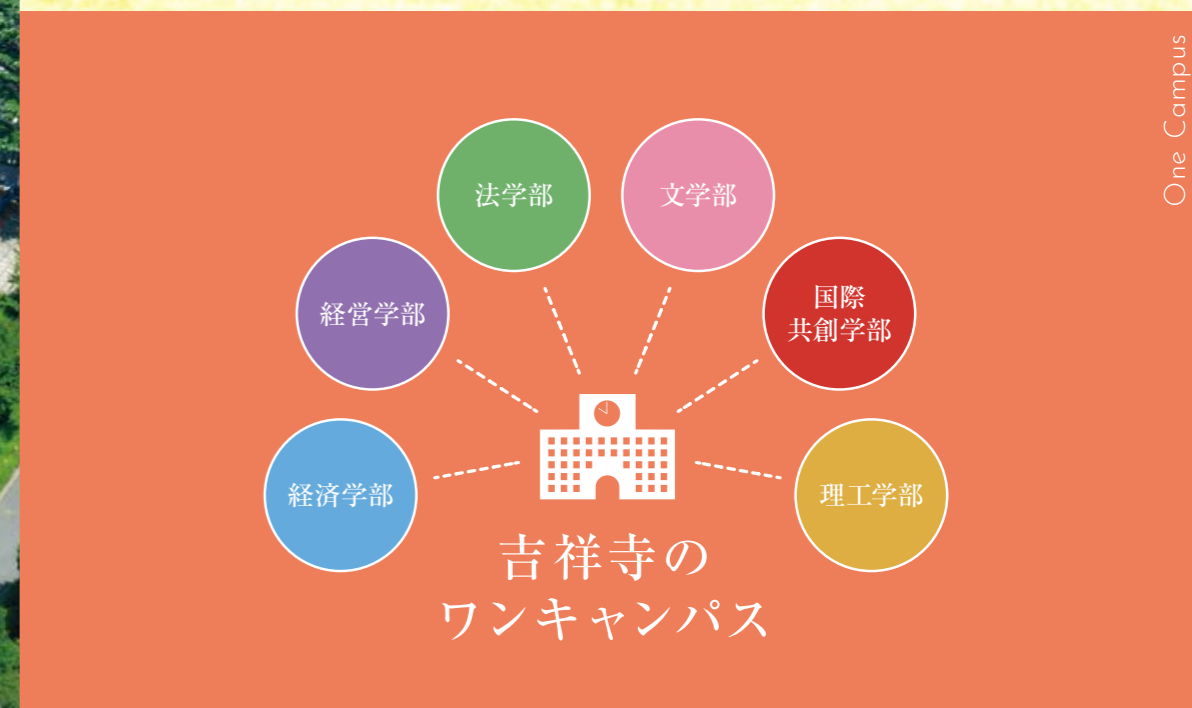 One Campus
法学部
文学部
経営学部
国際
共創学部
経済学部
理工学部
吉祥寺の
ワンキャンパス